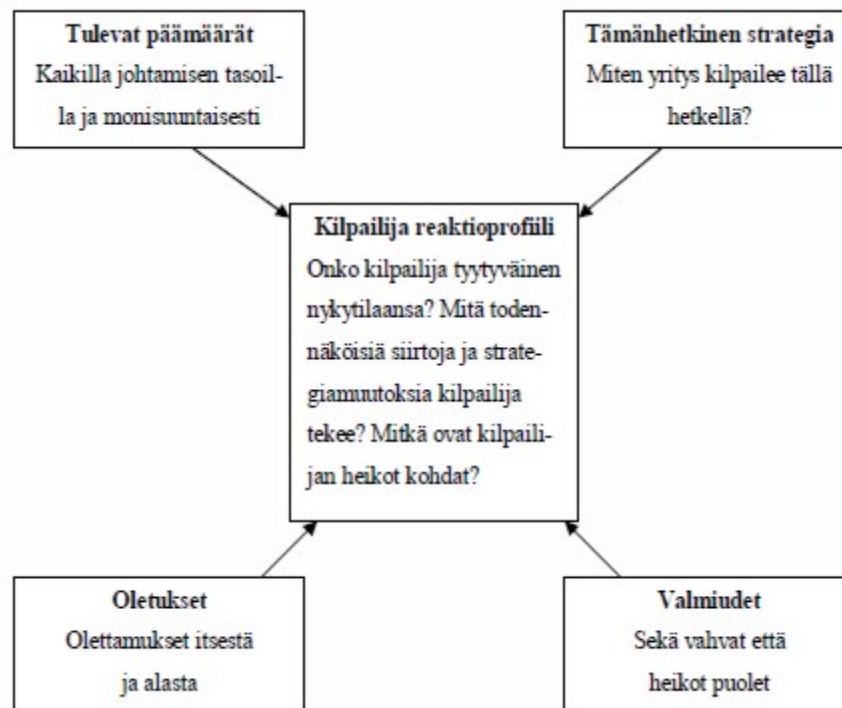 Tulevat päämäärät
Kaikilla johtamisen tasoil-
la ja monisuuntaisesti
Tämänhetkinen strategia
Miten yritys kilpailee tällä
hetkellä?
Kilpailija reaktioprofiili
Onko kilpailija tyytyväinen
nykytilaansa? Mitä toden-
näköisiä siirtoja ja strate-
giamuutoksia kilpailija
tekee? Mitkä ovat kilpaili-
jan heikot kohdat?
Oletukset
Olettamukset itsestä
ja alasta
Valmiudet
Sekä vahvat että
heikot puolet